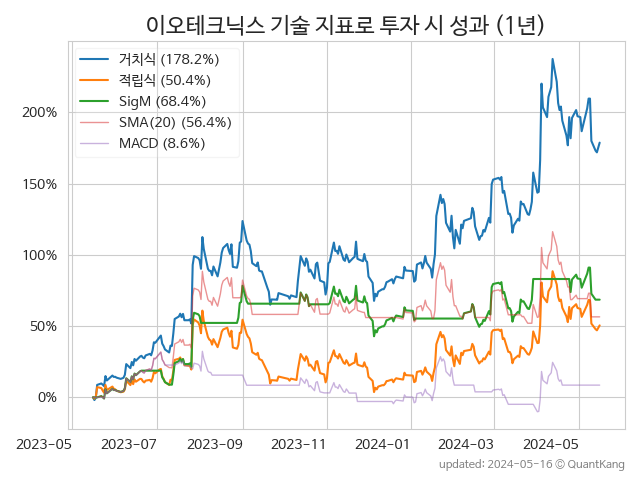 이오테크닉스 기술 지표로 투자 시 성과 (1년)
거치식 (178.2%)
적립식 (50.4%)
SigM (68.4%)
SMA(20) (56.4%)
MACD (8.6%)
200%
150%
100%
50%
0%
2023-05 2023-07 2023-09 2023-11 2024-01 2024-03 2024-05
updated: 2024-05-16 © QuantKang